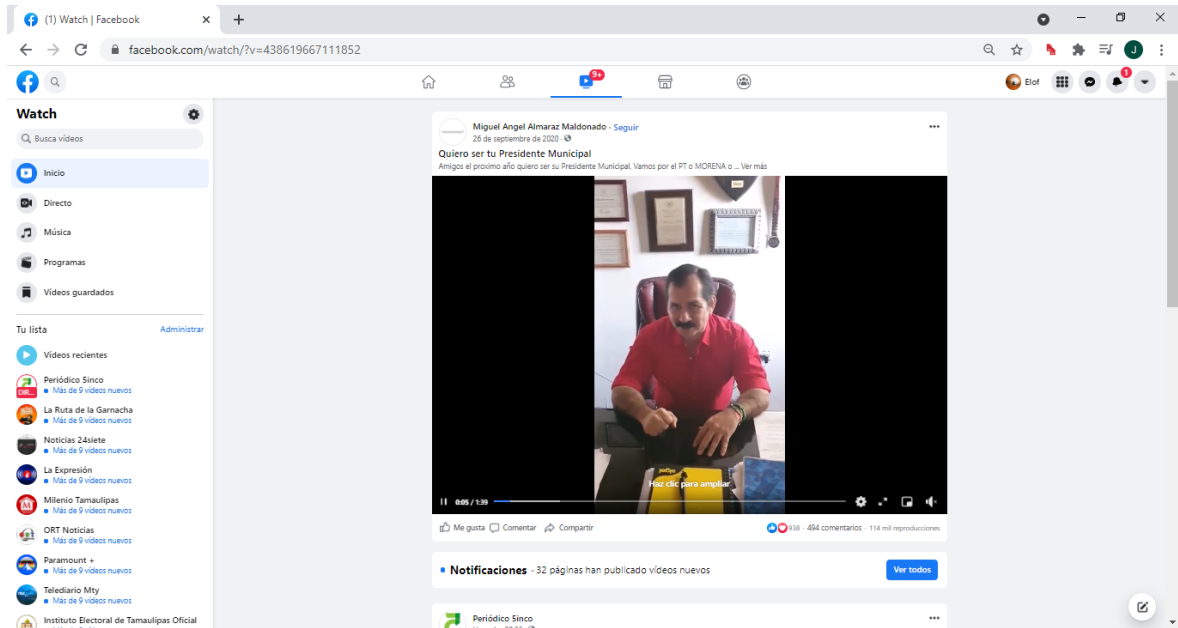 (1) Watch | Facebook
facebook.com/watch/?v=438619667111852
J
9+
Elof
1
Watch
Busca vídeos
Inicio
Directo
Música
Programas
Vídeos guardados
Tu lista
Administrar
Vídeos recientes
Periódico Sinco
Más de 9 vídeos nuevos
La Ruta de la Garnacha
Más de 9 vídeos nuevos
Noticias 24siete
Más de 9 vídeos nuevos
La Expresión
Más de 9 vídeos nuevos
Milenio Tamaulipas
Más de 9 vídeos nuevos
ORT Noticias
Más de 9 vídeos nuevos
Paramount +
Más de 9 vídeos nuevos
Telediario Mty
Más de 9 vídeos nuevos
Instituto Electoral de Tamaulipas Oficial
Miguel Angel Almaraz Maldonado · Seguir
26 de septiembre de 2020 ·
Quiero ser tu Presidente Municipal
Amigos el proximo año quiero ser su Presidente Municipal, Vamos por el PT o MORENA o ... Ver más
Haz clic para ampliar
0:05 / 1:39
Me gusta Comentar Compartir
938 · 494 comentarios · 114 mil reproducciones
Notificaciones · 32 páginas han publicado vídeos nuevos
Ver todos
Periódico Sinco